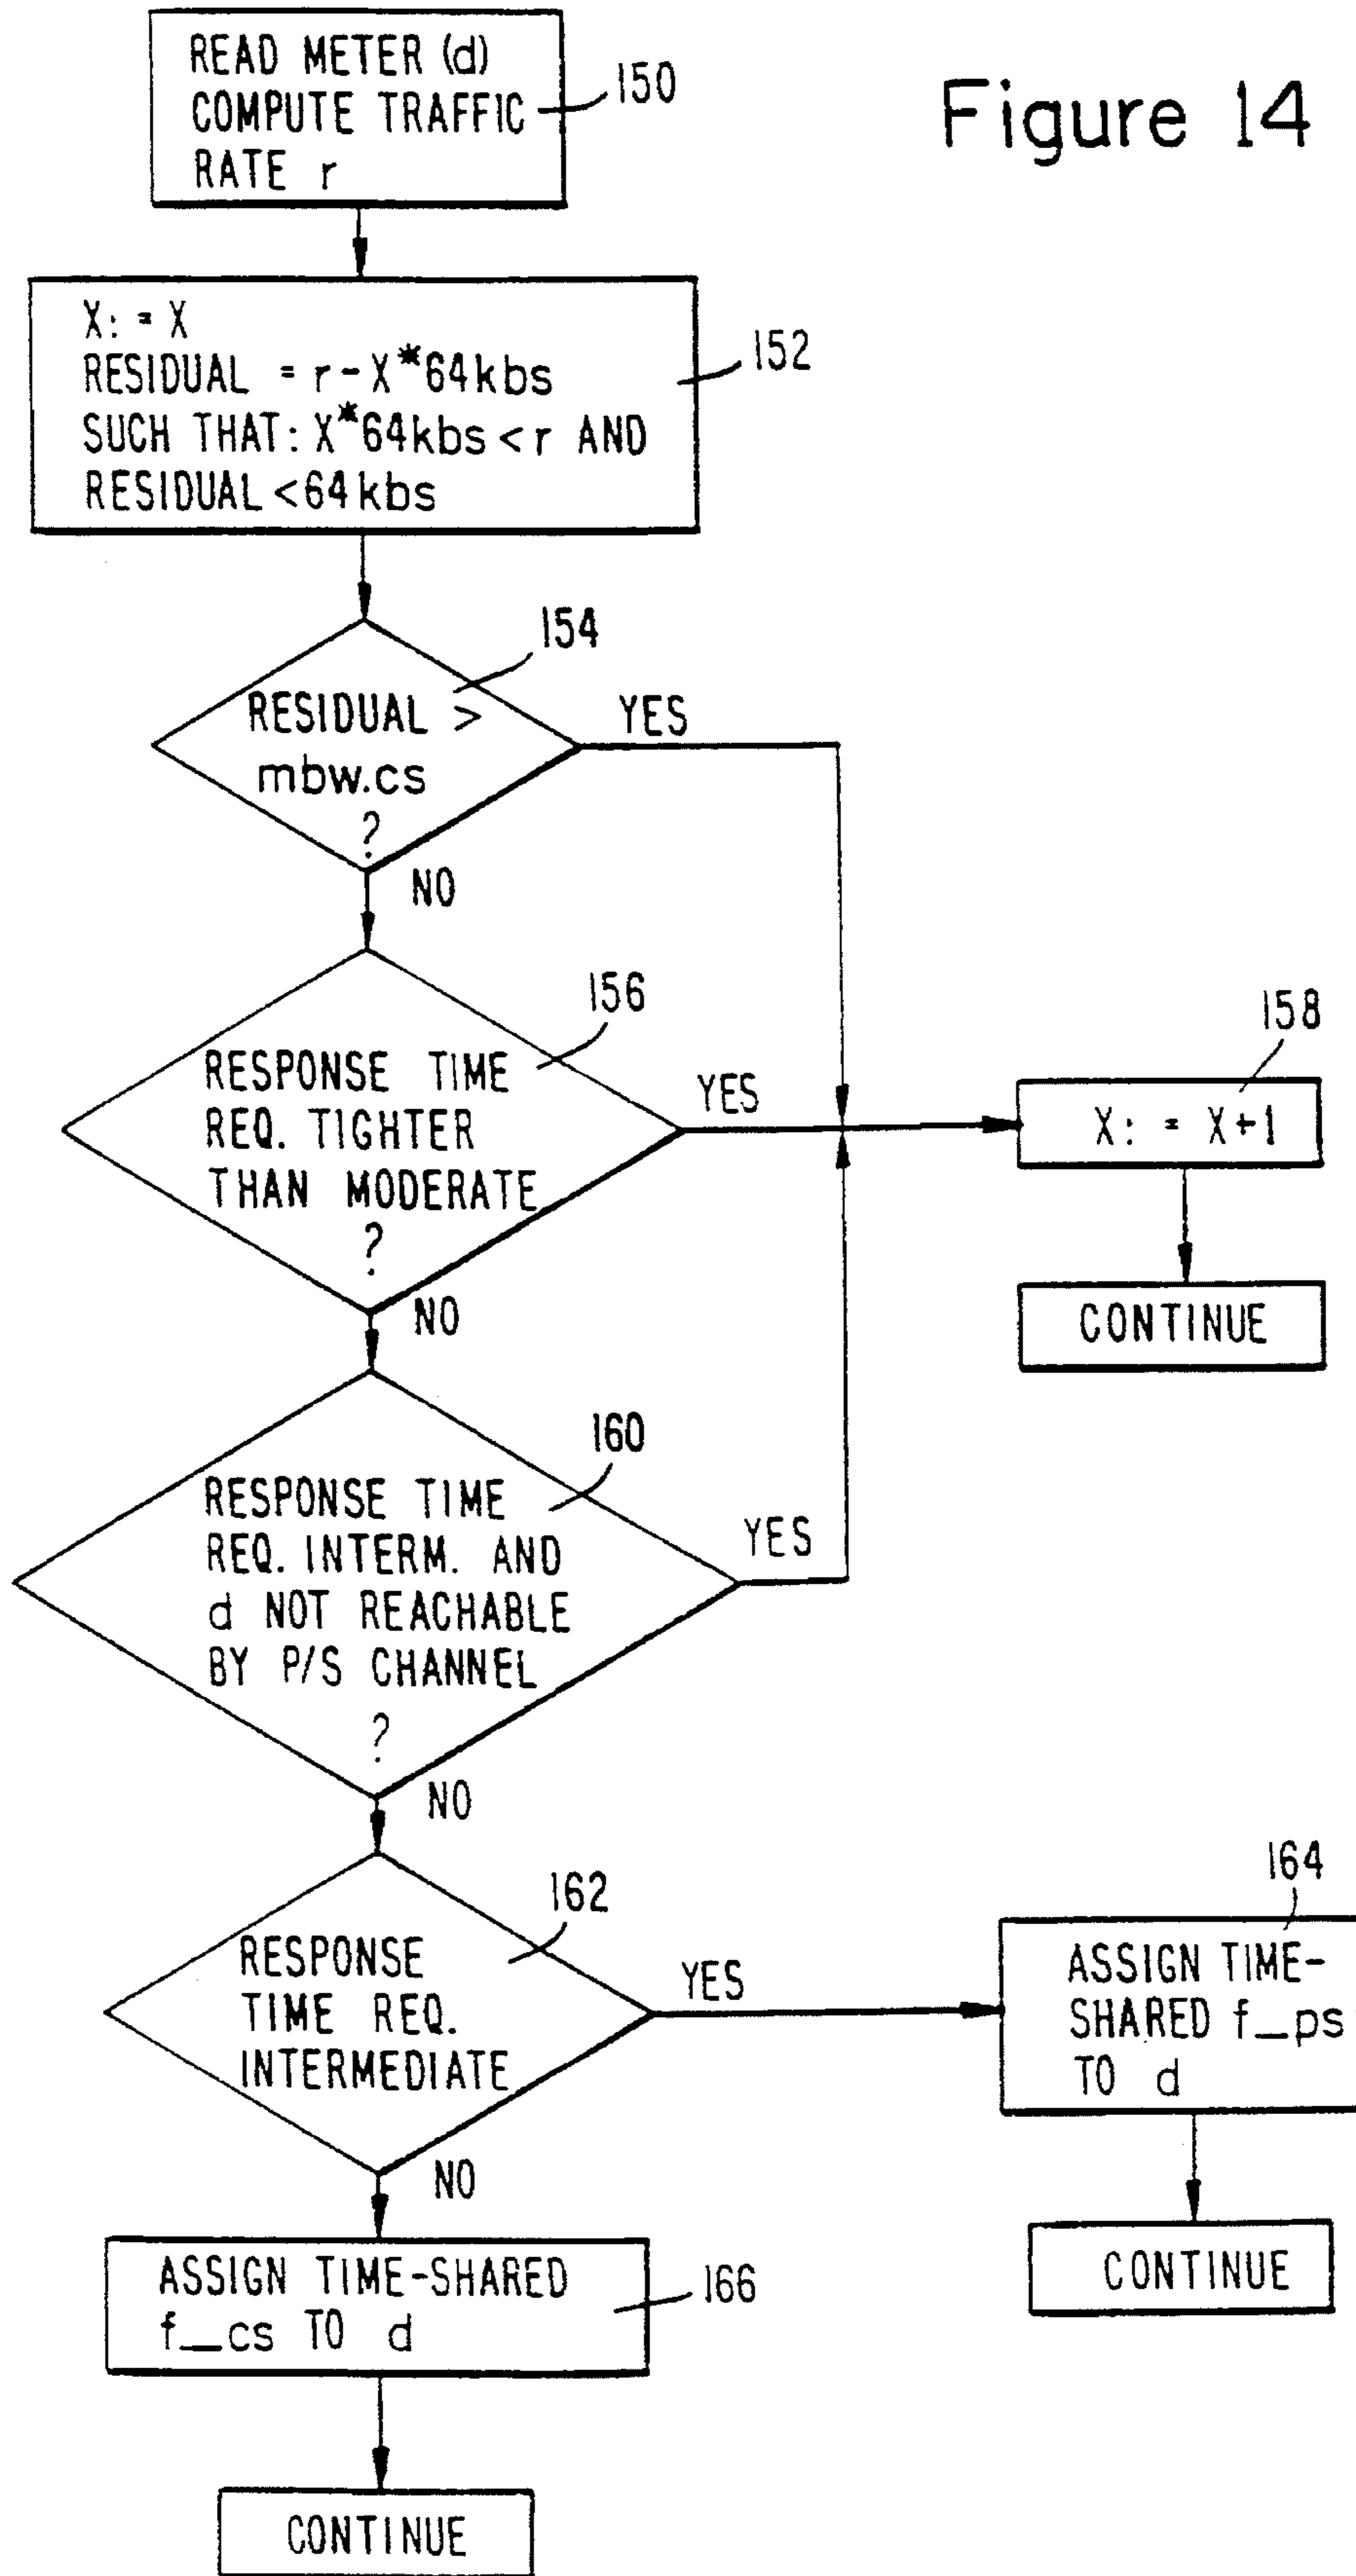 Figure 14
READ METER (d)
COMPUTE TRAFFIC
RATE r
150
X: = X
RESIDUAL = r-X*64kbs
SUCH THAT: X*64kbs < r AND
RESIDUAL <64kbs
152
154
RESIDUAL >
mbw.cs
?
YES
NO
156
RESPONSE TIME
REQ. TIGHTER
THAN MODERATE
?
YES
NO
158
X: = X+1
CONTINUE
160
RESPONSE TIME
REQ. INTERM. AND
d NOT REACHABLE
BY P/S CHANNEL
?
YES
NO
162
RESPONSE
TIME REQ.
INTERMEDIATE
YES
NO
164
ASSIGN TIME-
SHARED f_ps
TO d
CONTINUE
ASSIGN TIME-SHARED
f_cs TO d
166
CONTINUE